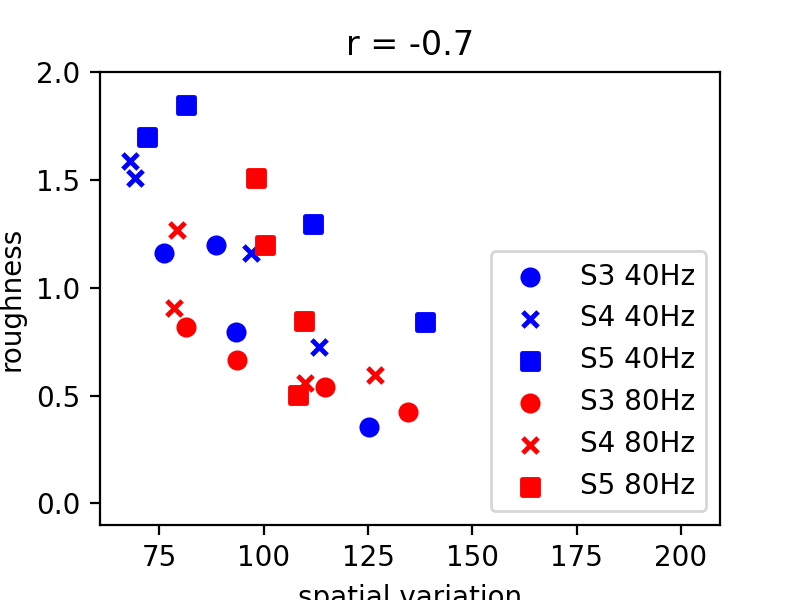 r = -0.7
2.0
1.5
1.0
0.5
0.0
roughness
S3 40Hz
S4 40Hz
S5 40Hz
S3 80Hz
S4 80Hz
S5 80Hz
75 100 125 150 175 200
spatial variation